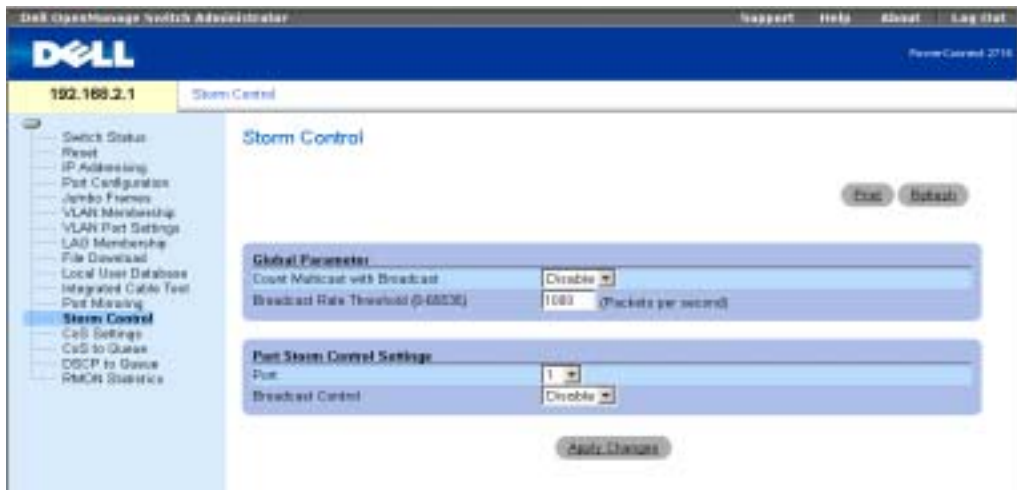 Dell OpenManage Switch Administrator Support Help About Log Out
DELL
PowerConnect 2716
192.168.2.1 Storm Control
Switch Status
Reset
IP Addressing
Port Configuration
Jumbo Frames
VLAN Membership
VLAN Port Settings
LAG Membership
File Download
Local User Database
Integrated Cable Test
Port Mirroring
Storm Control
CoS Settings
CoS to Queue
DSCP to Queue
RMON Statistics
Storm Control
Print Refresh
Global Parameter
Count Multicast with Broadcast Disable
Broadcast Rate Threshold (Packets per second)
Port Storm Control Settings
Port 1
Broadcast Control Disable
Apply Changes